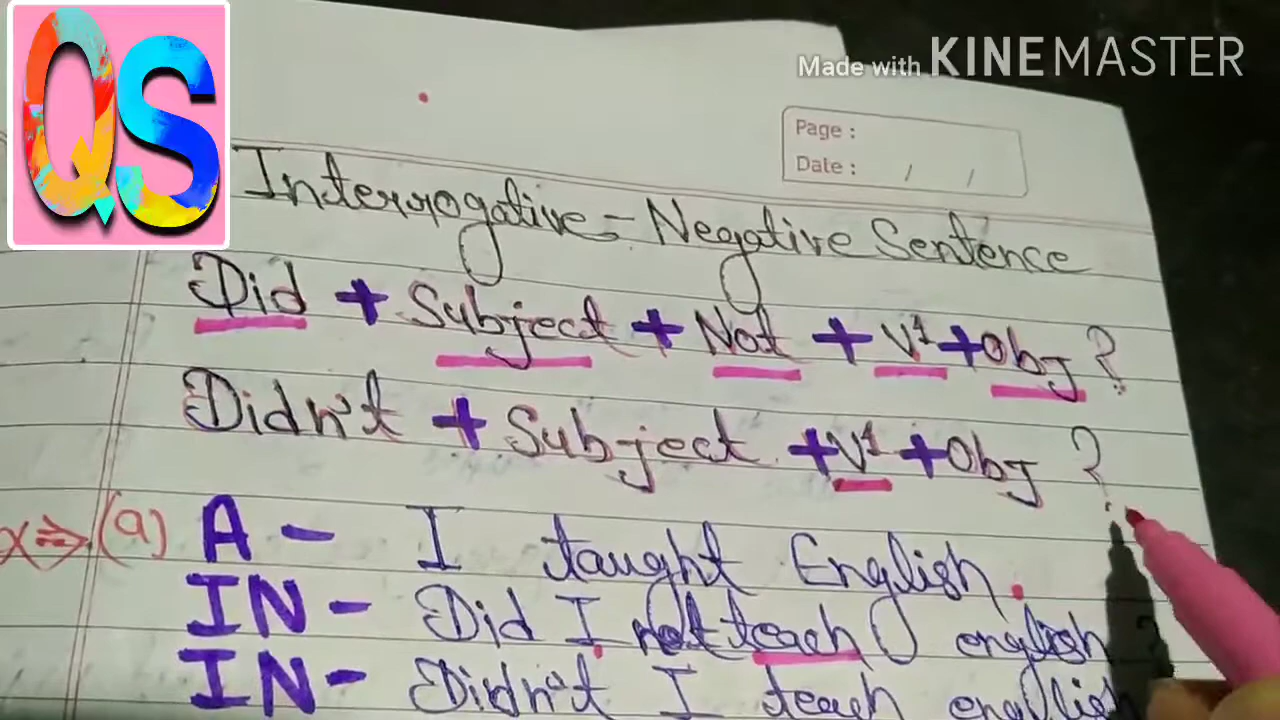 QS
Made with KINEMASTER
Page :
Date : / /
Interrogative - Negative Sentence
Did + Subject + Not + V1 + Obj ?
Didn't + Subject + V1 + Obj ?
(a) A - I taught English.
IN - Did I not teach english ?
IN - Didn't I teach english